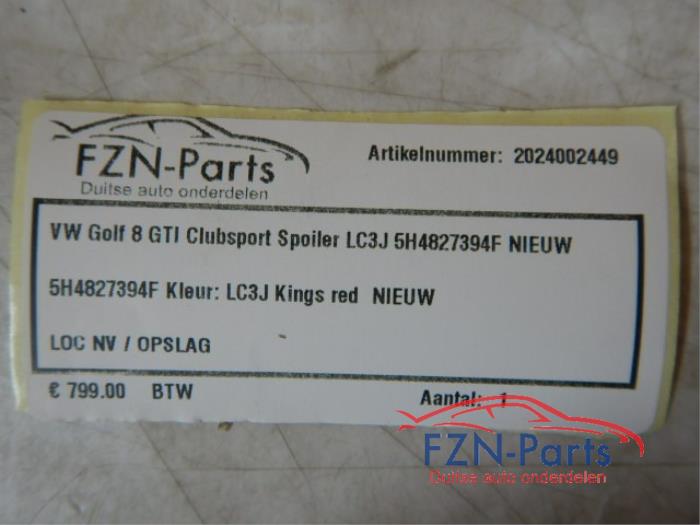 FZN-Parts
Duitse auto onderdelen
Artikelnummer: 2024002449
VW Golf 8 GTI Clubsport Spoiler LC3J 5H4827394F NIEUW
5H4827394F Kleur: LC3J Kings red NIEUW
LOC NV / OPSLAG
€ 799.00 BTW
Aantal: 1
FZN-Parts
Duitse auto onderdelen